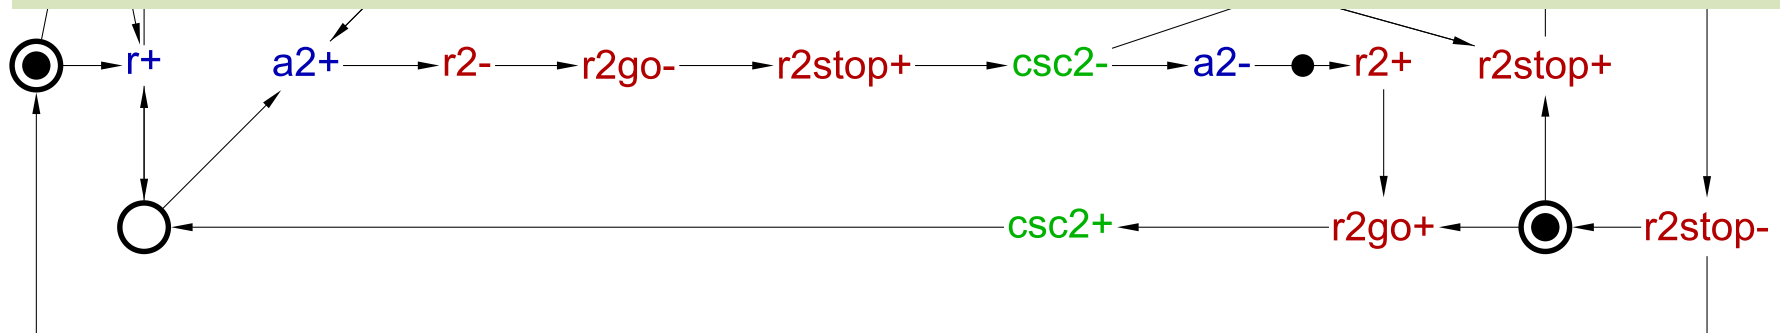 r+ a2+ r2- r2go- r2stop+ csc2- a2- r2+ r2stop+
csc2+ r2go+ r2stop-